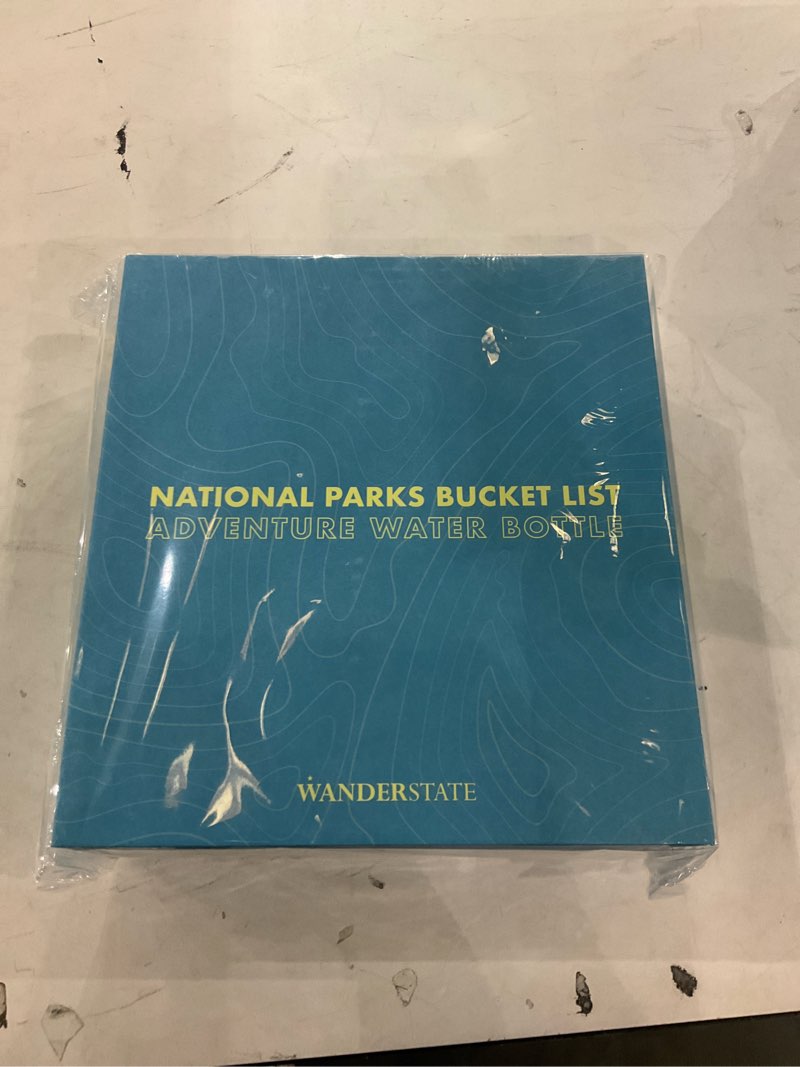 NATIONAL PARKS BUCKET LIST
ADVENTURE WATER BOTTLE
WANDERSTATE